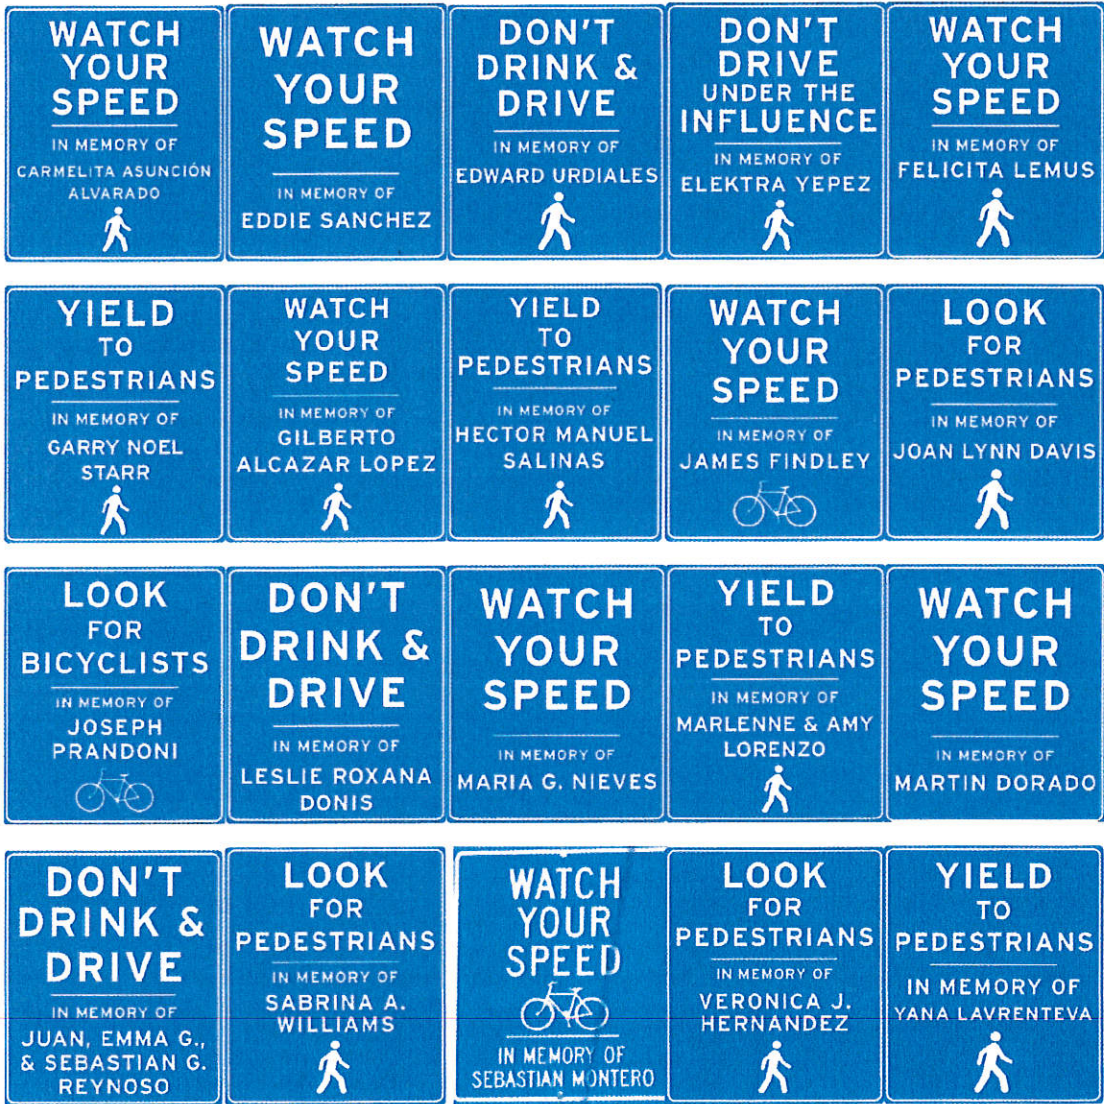 WATCH
YOUR
SPEED
IN MEMORY OF
CARMELITA ASUNCIÓN
ALVARADO
WATCH
YOUR
SPEED
IN MEMORY OF
EDDIE SANCHEZ
DON'T
DRINK &
DRIVE
IN MEMORY OF
EDWARD URDIALES
DON'T
DRIVE
UNDER THE
INFLUENCE
IN MEMORY OF
ELEKTRA YEPEZ
WATCH
YOUR
SPEED
IN MEMORY OF
FELICITA LEMUS
YIELD
TO
PEDESTRIANS
IN MEMORY OF
GARRY NOEL
STARR
WATCH
YOUR
SPEED
IN MEMORY OF
GILBERTO
ALCAZAR LOPEZ
YIELD
TO
PEDESTRIANS
IN MEMORY OF
HECTOR MANUEL
SALINAS
WATCH
YOUR
SPEED
IN MEMORY OF
JAMES FINDLEY
LOOK
FOR
PEDESTRIANS
IN MEMORY OF
JOAN LYNN DAVIS
LOOK
FOR
BICYCLISTS
IN MEMORY OF
JOSEPH
PRANDONI
DON'T
DRINK &
DRIVE
IN MEMORY OF
LESLIE ROXANA
DONIS
WATCH
YOUR
SPEED
IN MEMORY OF
MARIA G. NIEVES
YIELD
TO
PEDESTRIANS
IN MEMORY OF
MARLENNE & AMY
LORENZO
WATCH
YOUR
SPEED
IN MEMORY OF
MARTIN DORADO
DON'T
DRINK &
DRIVE
IN MEMORY OF
JUAN, EMMA G.,
& SEBASTIAN G.
REYNOSO
LOOK
FOR
PEDESTRIANS
IN MEMORY OF
SABRINA A.
WILLIAMS
WATCH
YOUR
SPEED
IN MEMORY OF
SEBASTIAN MONTERO
LOOK
FOR
PEDESTRIANS
IN MEMORY OF
VERONICA J.
HERNANDEZ
YIELD
TO
PEDESTRIANS
IN MEMORY OF
YANA LAVRENTEVA